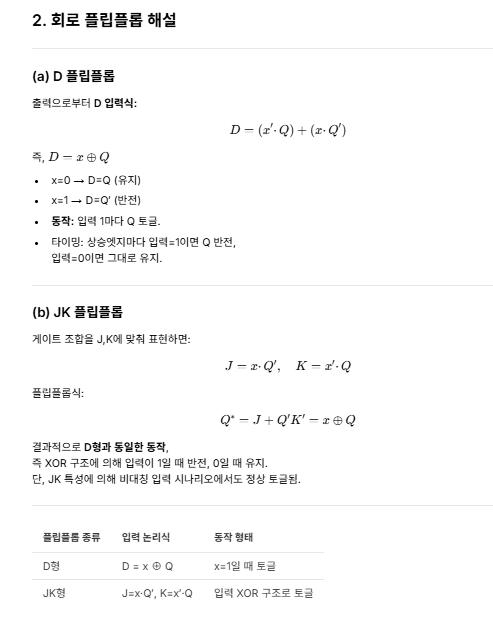 2. 회로 플립플롭 해설
(a) D 플립플롭
출력으로부터 D 입력식:
D = (x′·Q) + (x·Q′)
즉, D = x ⊕ Q
• x=0 → D=Q (유지)
• x=1 → D=Q′ (반전)
• 동작: 입력 1마다 Q 토글.
• 타이밍: 상승엣지마다 입력=1이면 Q 반전,
입력=0이면 그대로 유지.
(b) JK 플립플롭
게이트 조합을 J,K에 맞춰 표현하면:
J = x·Q′, K = x′·Q
플립플롭식:
Q* = J + Q′K′ = x ⊕ Q
결과적으로 D형과 동일한 동작,
즉 XOR 구조에 의해 입력이 1일 때 반전, 0일 때 유지.
단, JK 특성에 의해 비대칭 입력 시나리오에서도 정상 토글됨.
플립플롭 종류 입력 논리식 동작 형태
D형 D = x ⊕ Q x=1일 때 토글
JK형 J=x·Q′, K=x′·Q 입력 XOR 구조로 토글